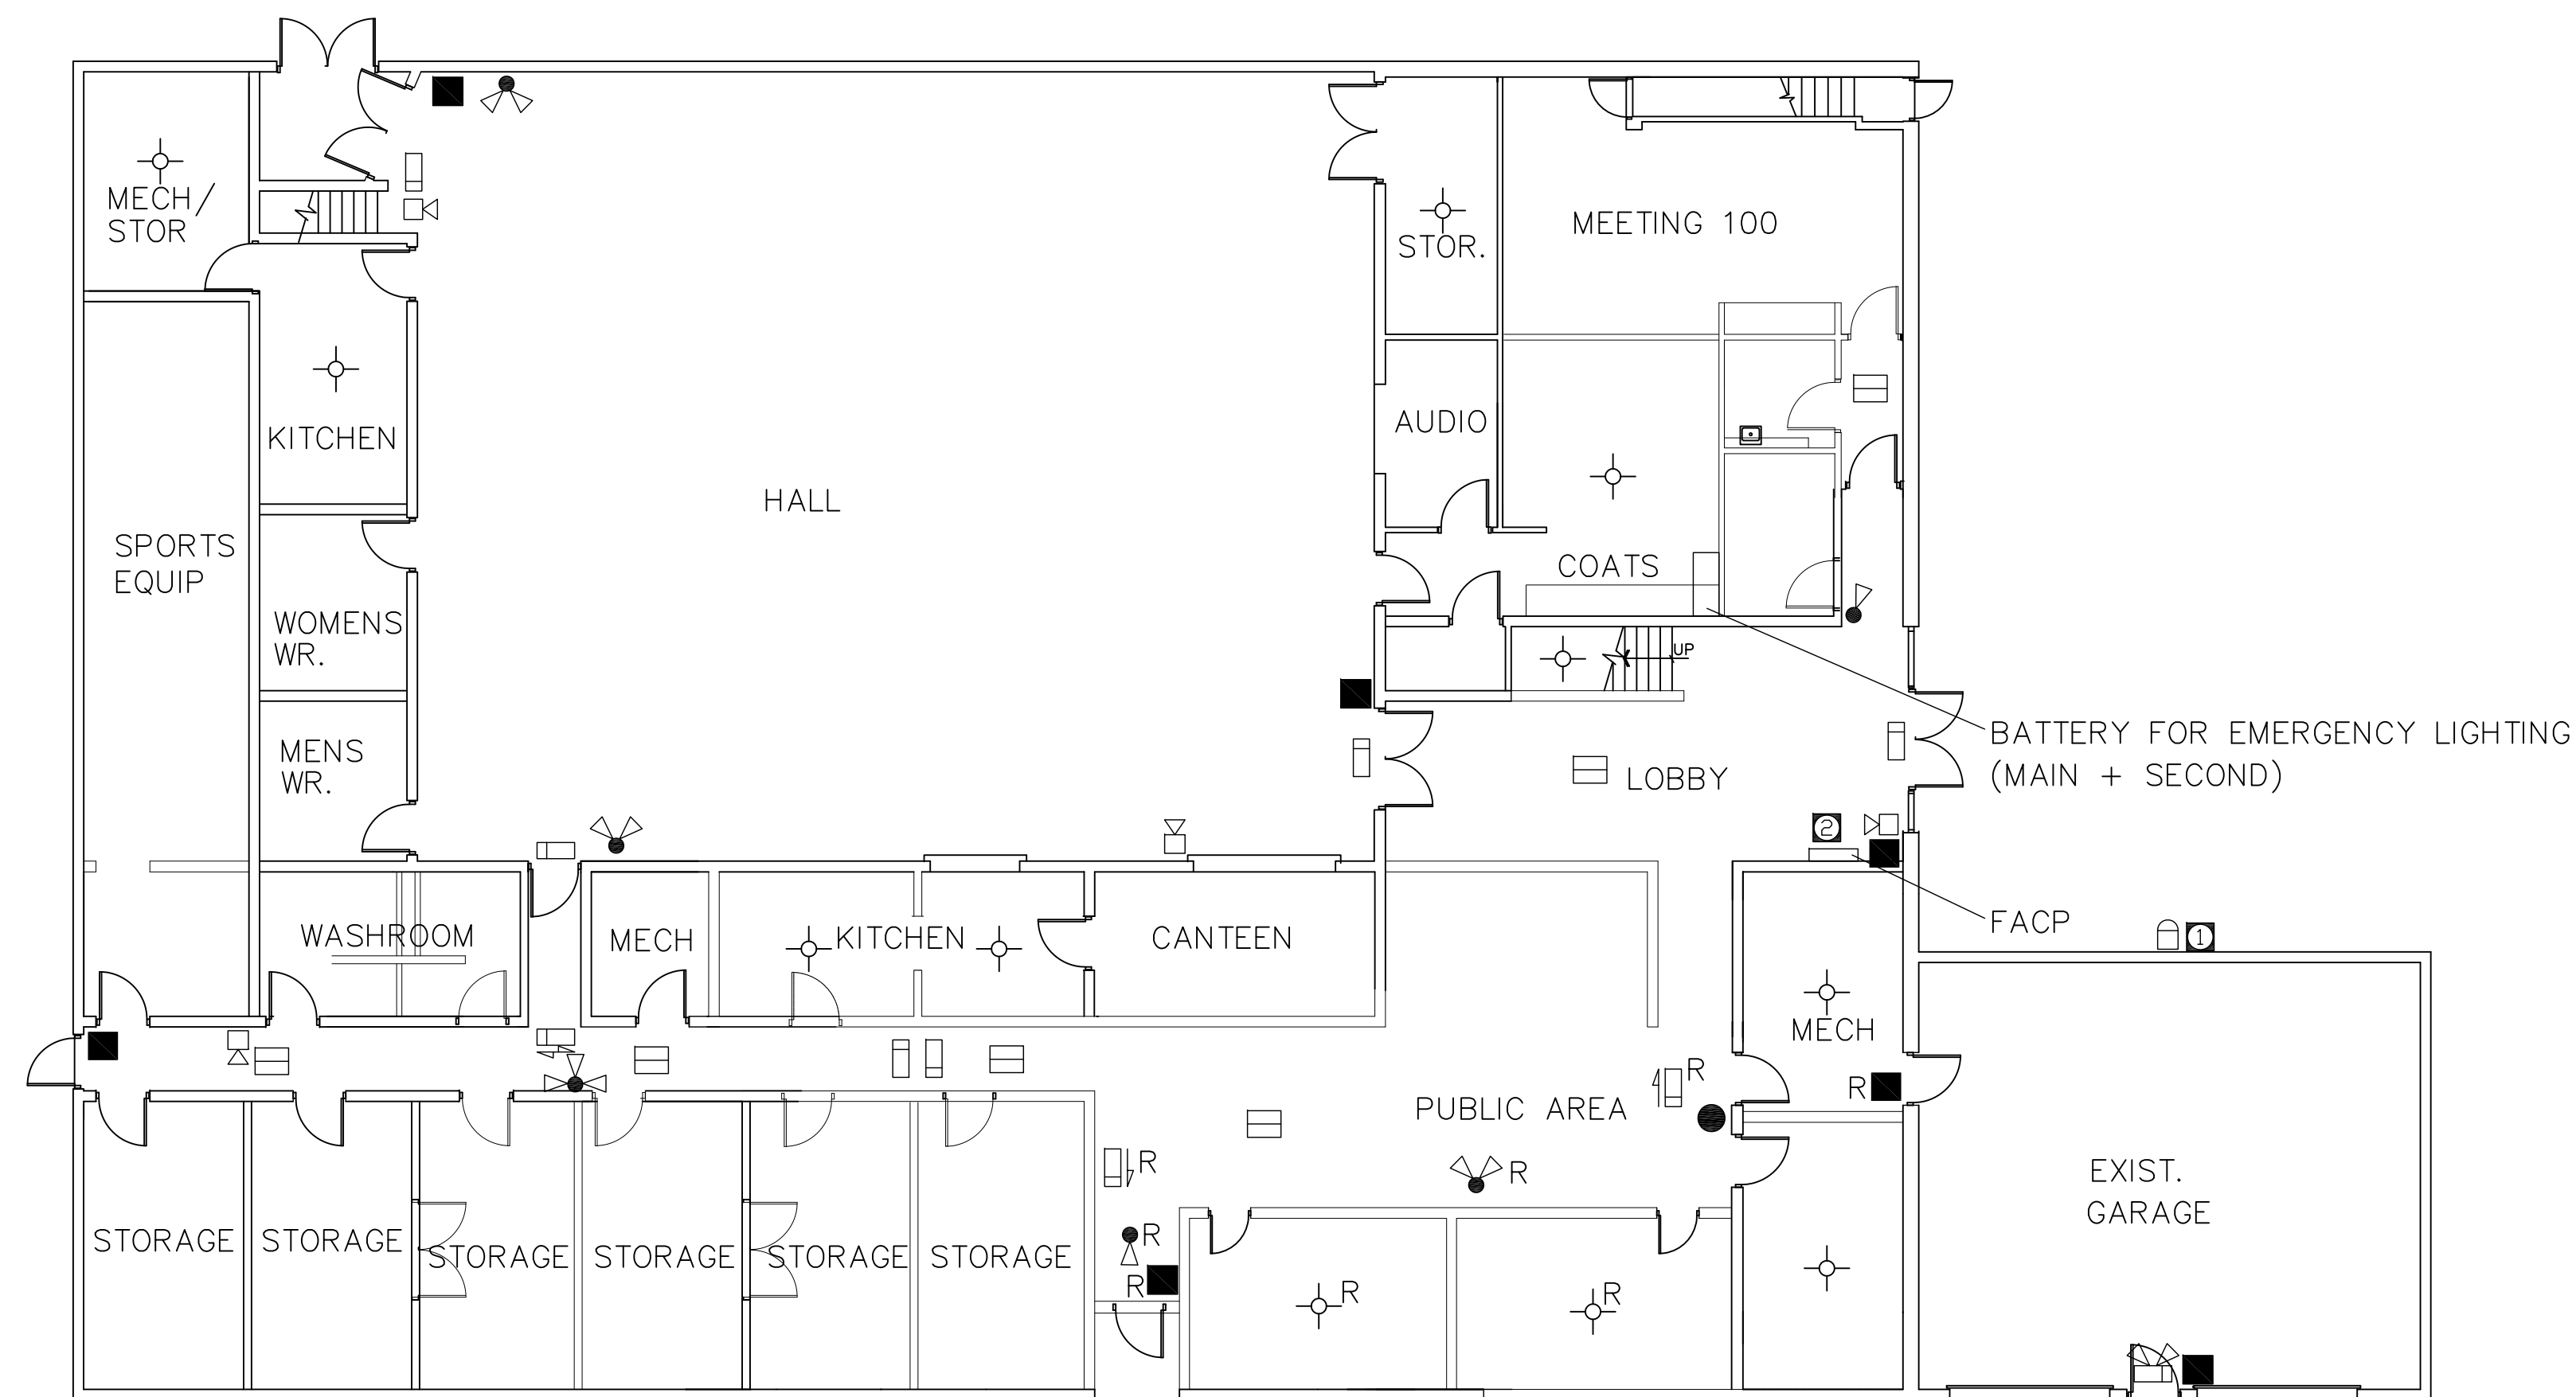 MECH/
STOR
STOR.
MEETING 100
KITCHEN
AUDIO
HALL
SPORTS
EQUIP
COATS
WOMENS
WR.
UP
MENS
WR.
BATTERY FOR EMERGENCY LIGHTING
(MAIN + SECOND)
LOBBY
2
FACP
1
WASHROOM
MECH
KITCHEN
CANTEEN
MECH
R
R
PUBLIC AREA
R
R
EXIST.
GARAGE
STORAGE
STORAGE
STORAGE
STORAGE
STORAGE
STORAGE
R
R
R
R